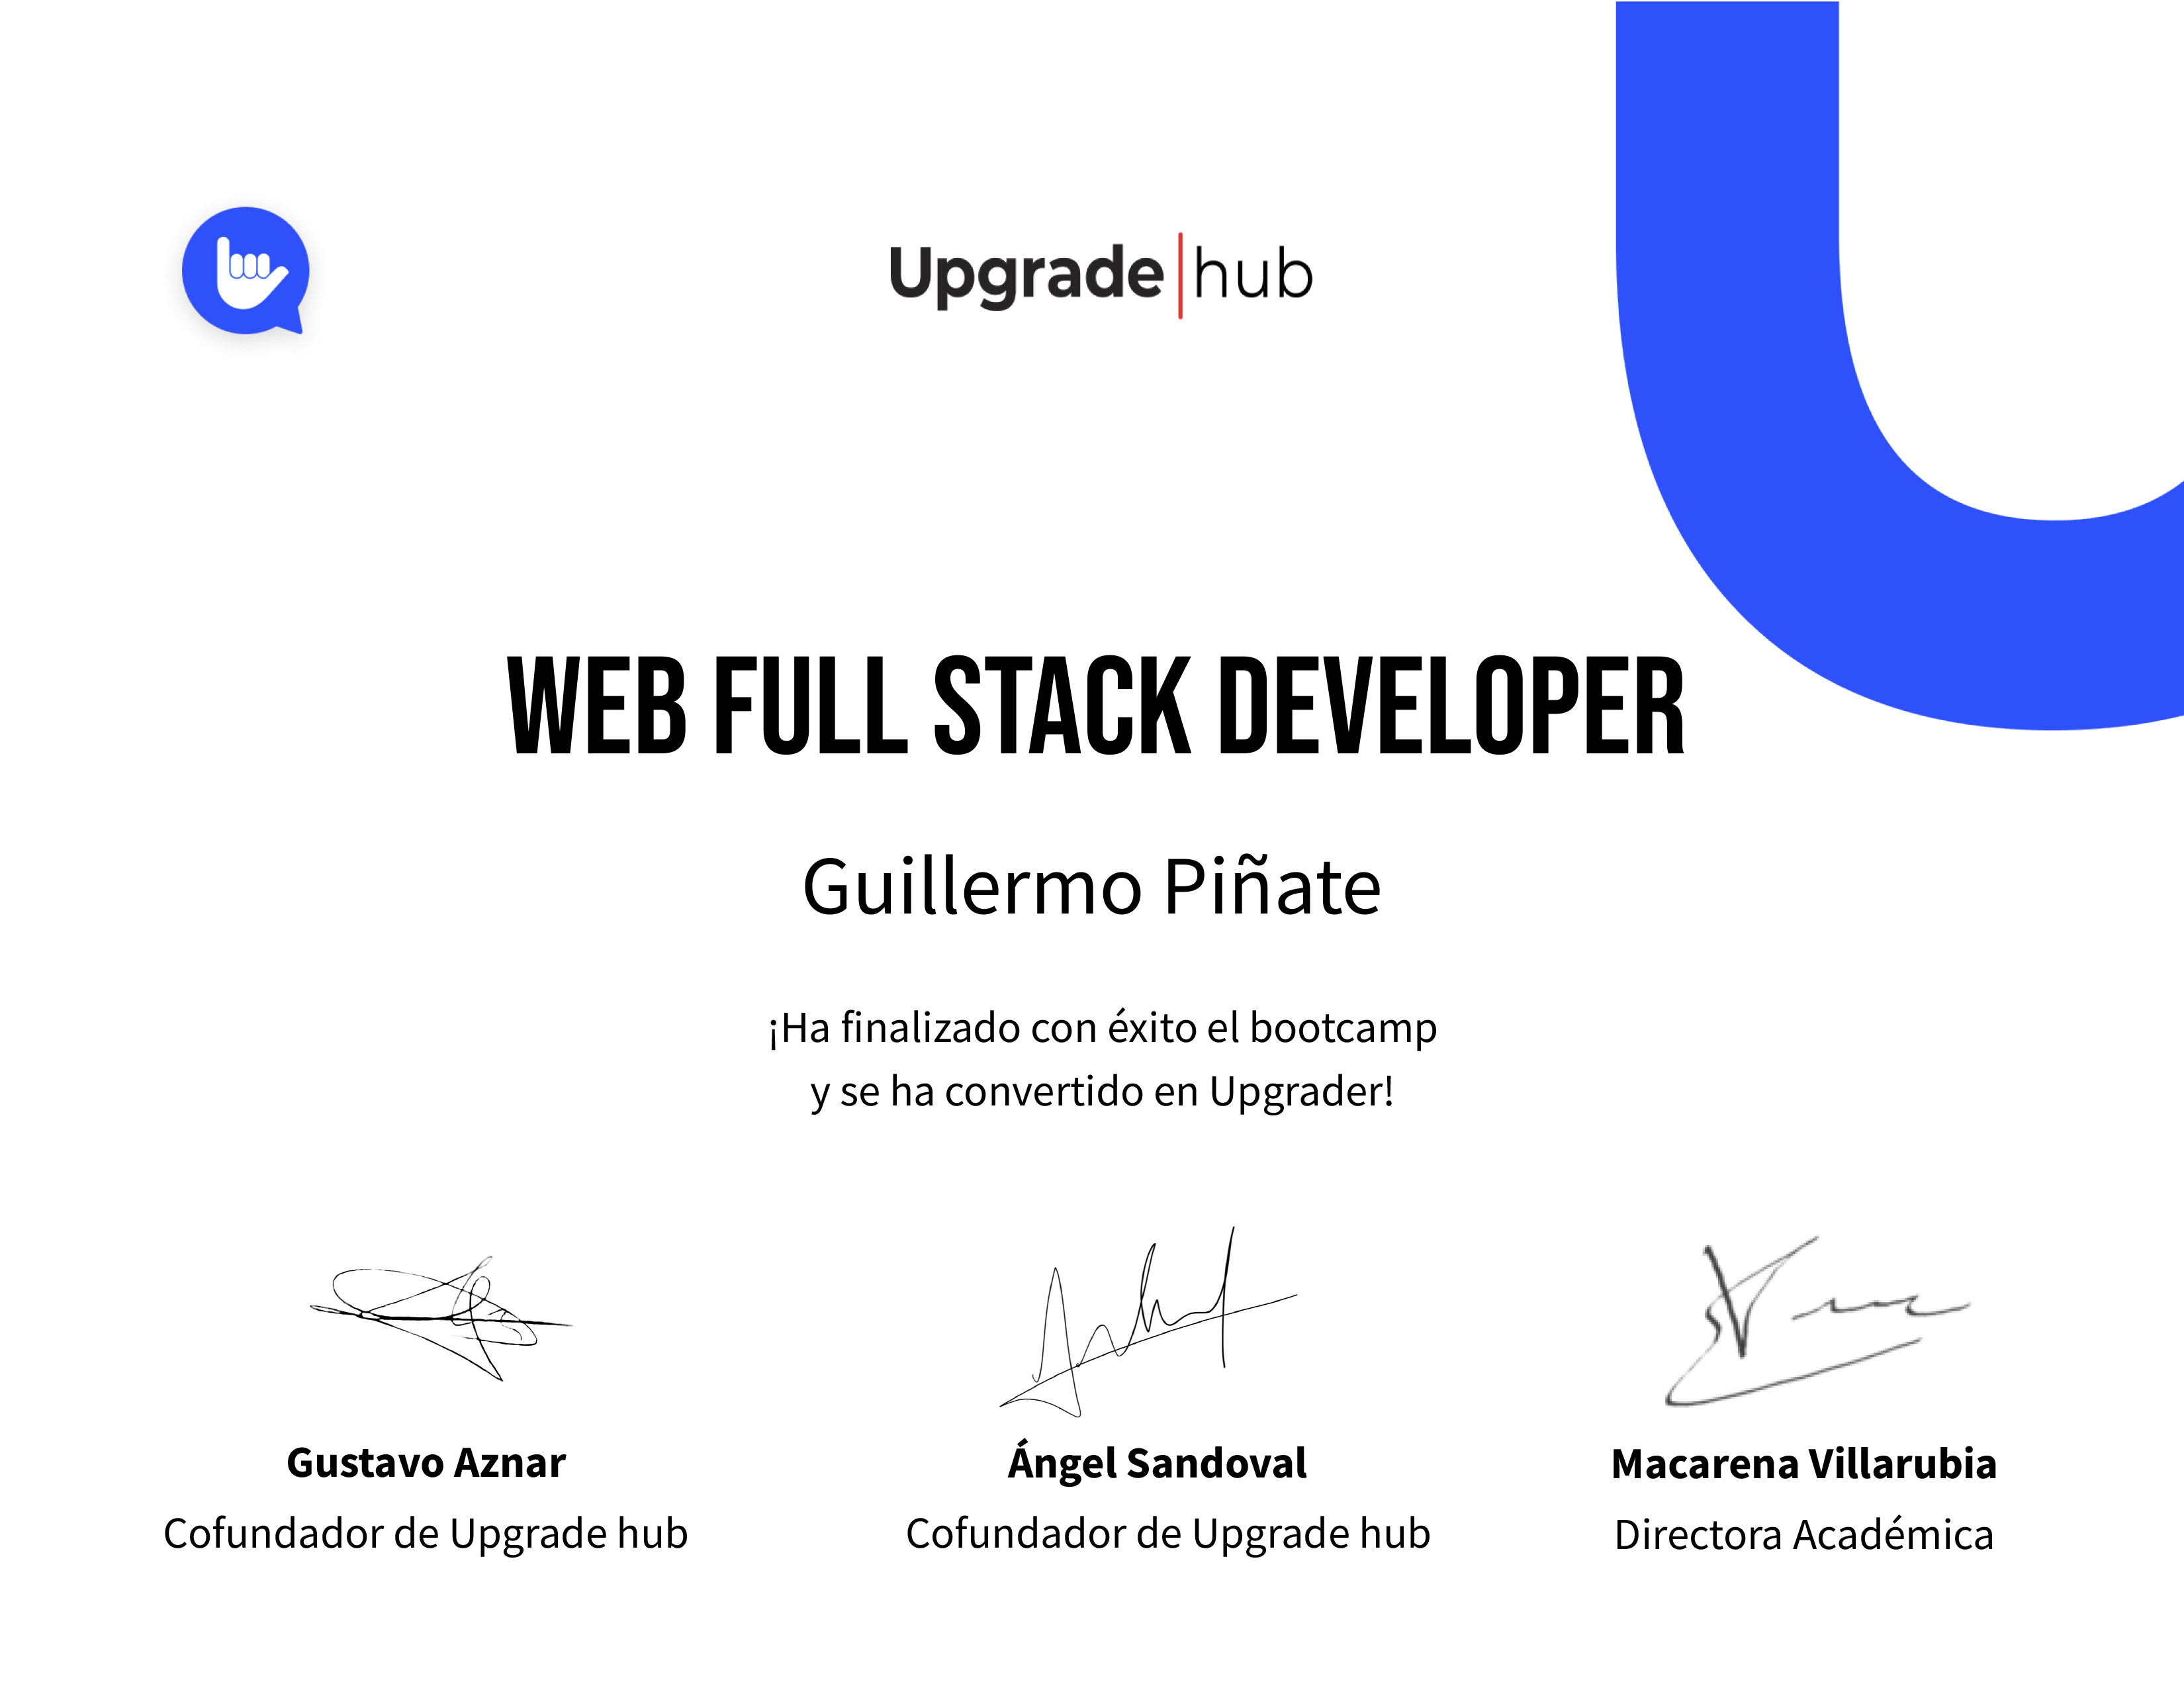 Upgrade hub
WEB FULL STACK DEVELOPER
Guillermo Piñate
¡Ha finalizado con éxito el bootcamp
y se ha convertido en Upgrader!
Gustavo Aznar
Cofundador de Upgrade hub
Ángel Sandoval
Cofundador de Upgrade hub
Macarena Villarubia
Directora Académica